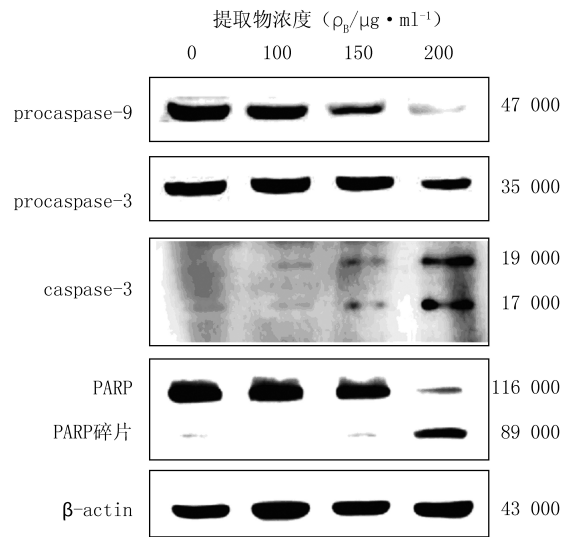 提取物浓度（ρB/μg·ml⁻¹）
0 100 150 200
procaspase-9 47 000
procaspase-3 35 000
19 000
caspase-3
17 000
PARP 116 000
PARP碎片 89 000
β-actin 43 000